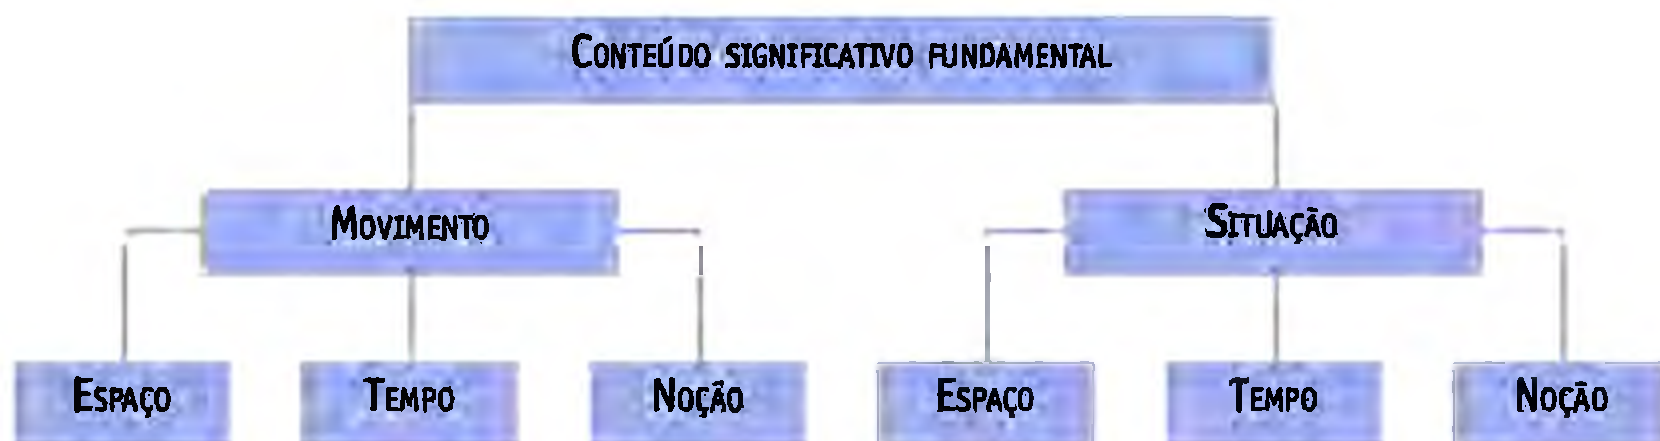 CONTEÚDO SIGNIFICATIVO FUNDAMENTAL
MOVIMENTO
SITUAÇÃO
ESPAÇO
TEMPO
NOÇÃO
ESPAÇO
TEMPO
NOÇÃO